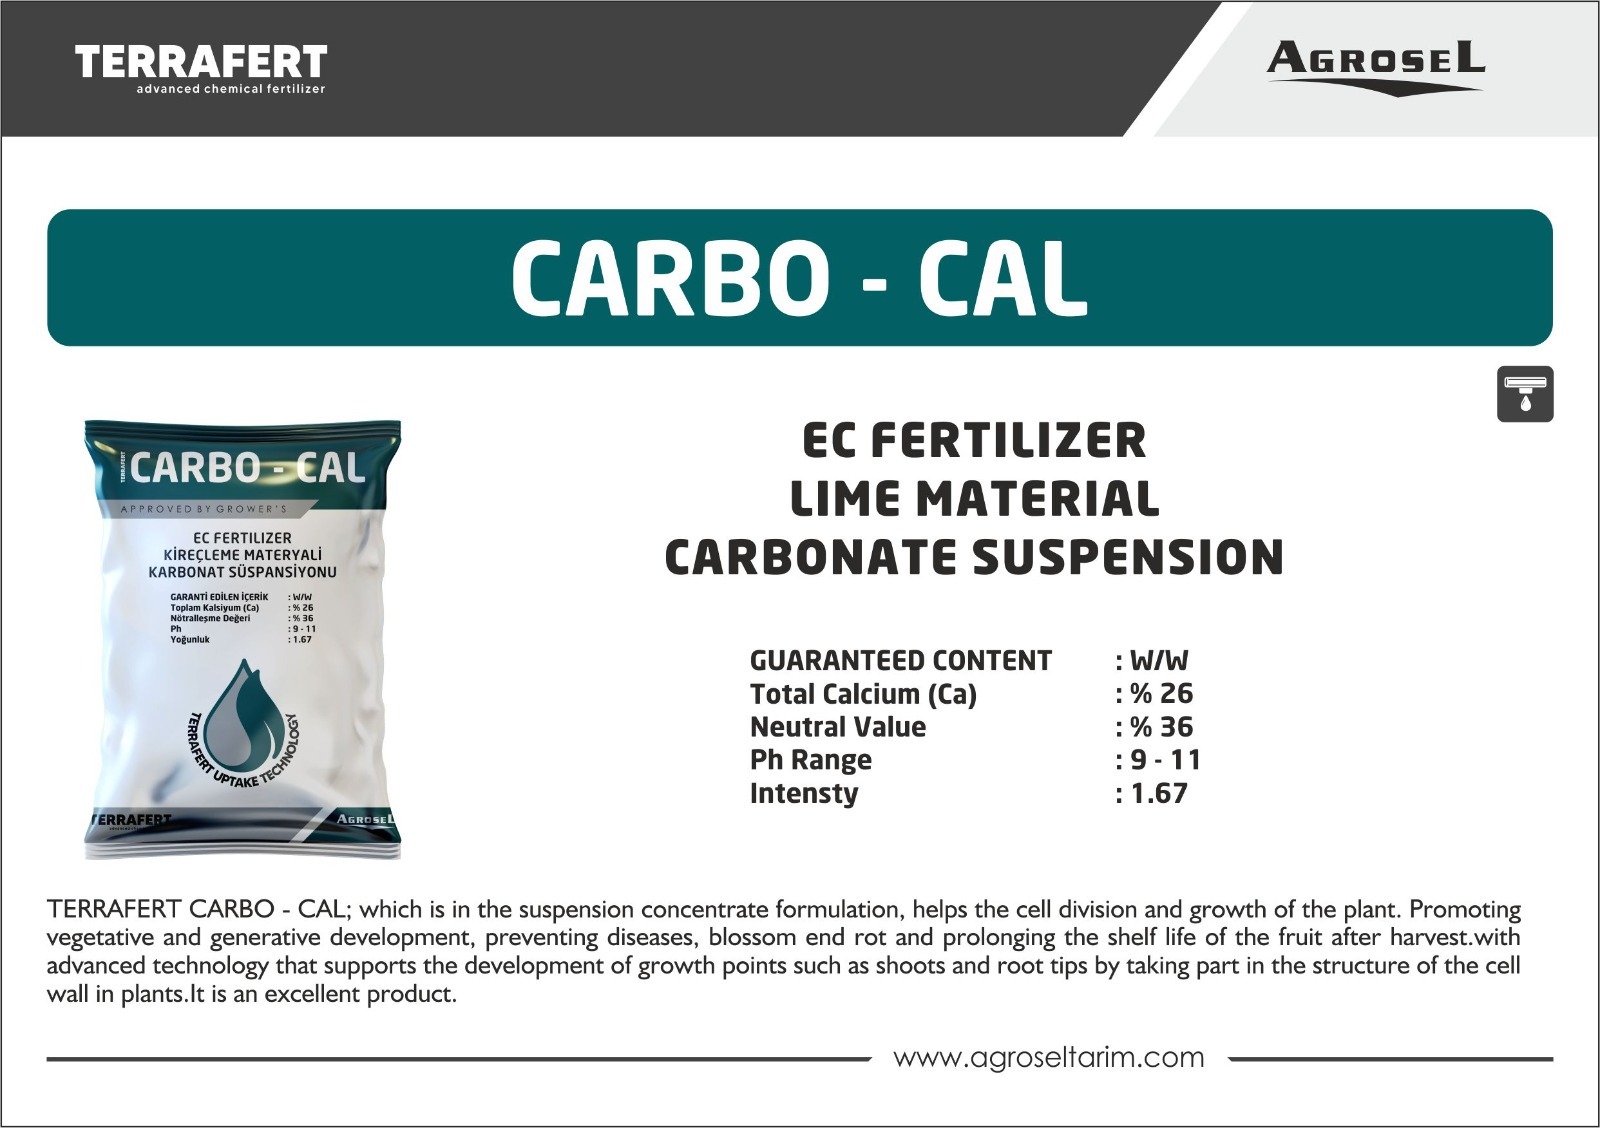 TERRAFERT
advanced chemical fertilizer
AGROSEL
CARBO - CAL
TERRAFERT
CARBO - CAL
APPROVED BY GROWER'S
EC FERTILIZER
KİREÇLEME MATERYALİ
KARBONAT SÜSPANSİYONU
GARANTİ EDİLEN İÇERİK : W/W
Toplam Kalsiyum (Ca) : % 26
Nötralleşme Değeri : % 36
Ph : 9 - 11
Yoğunluk : 1.67
TERRAFERT UPTAKE TECHNOLOGY
TERRAFERT
AGROSEL
EC FERTILIZER
LIME MATERIAL
CARBONATE SUSPENSION
GUARANTEED CONTENT : W/W
Total Calcium (Ca) : % 26
Neutral Value : % 36
Ph Range : 9 - 11
Intensty : 1.67
TERRAFERT CARBO - CAL; which is in the suspension concentrate formulation, helps the cell division and growth of the plant. Promoting
vegetative and generative development, preventing diseases, blossom end rot and prolonging the shelf life of the fruit after harvest.with
advanced technology that supports the development of growth points such as shoots and root tips by taking part in the structure of the cell
wall in plants.It is an excellent product.
www.agroseltarim.com